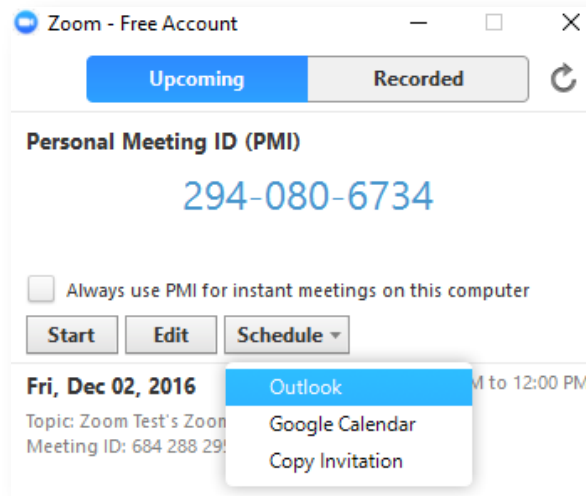 Zoom - Free Account
Upcoming Recorded
Personal Meeting ID (PMI)
294-080-6734
Always use PMI for instant meetings on this computer
Start Edit Schedule
Fri, Dec 02, 2016 M to 12:00 PM
Outlook
Topic: Zoom Test's Zoom
Google Calendar
Meeting ID: 684 288 29
Copy Invitation